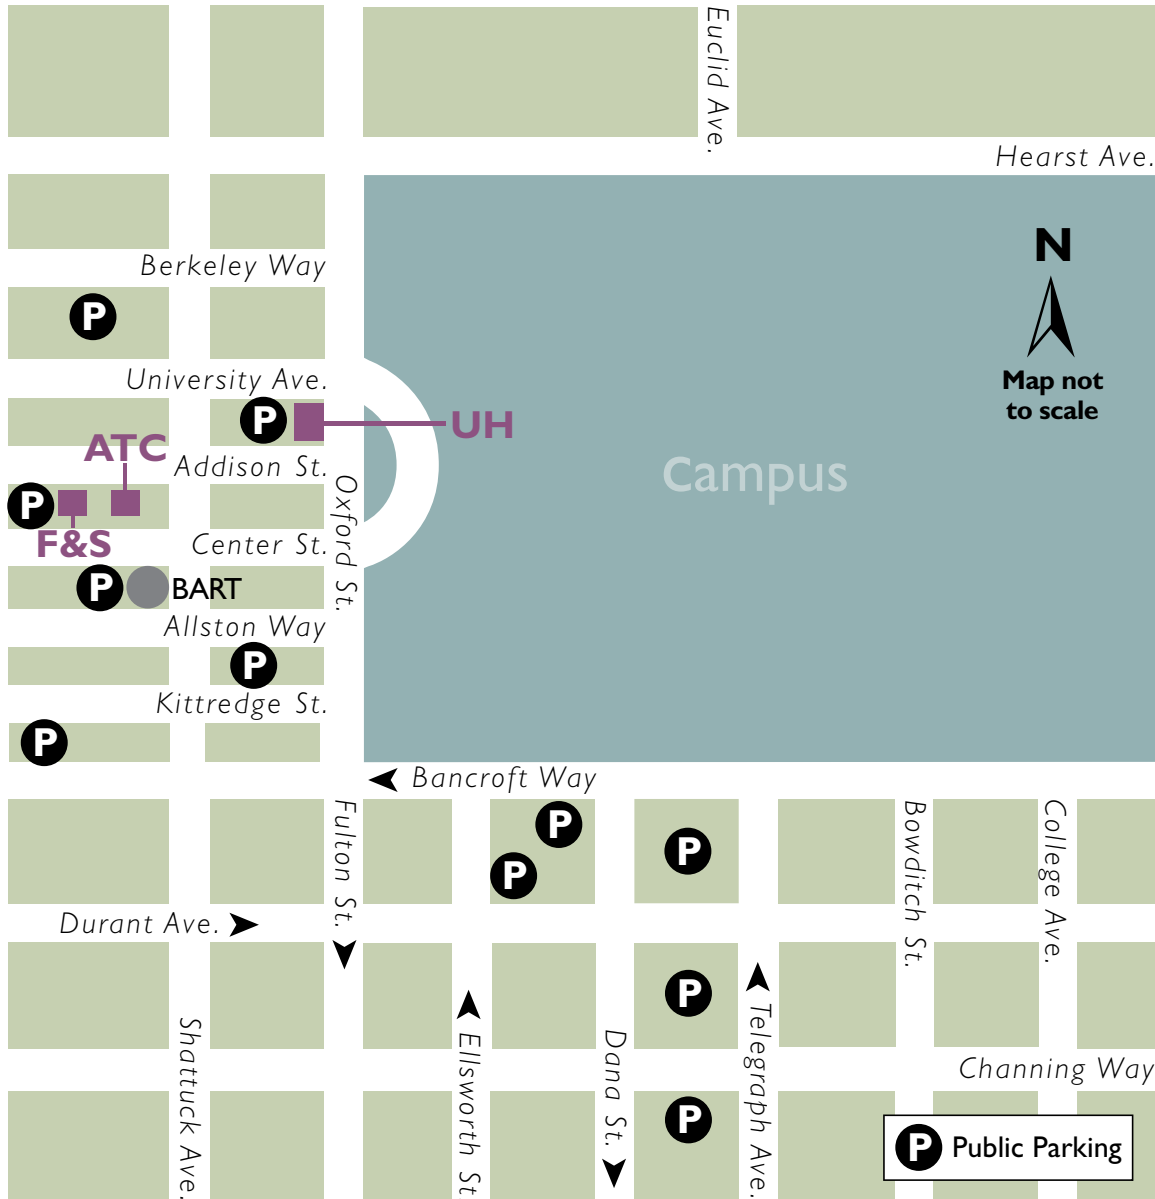 Euclid Ave.
Hearst Ave.
N
Map not
to scale
Berkeley Way
P
University Ave.
P
UH
ATC
Addison St.
Campus
P
F&S
Oxford St.
Center St.
P
BART
Allston Way
P
Kittredge St.
P
Bancroft Way
Fulton St.
P
P
P
Bowditch St.
College Ave.
Durant Ave.
P
Shattuck Ave.
Ellsworth St
Dana St.
Telegraph Ave.
Channing Way
P
P Public Parking